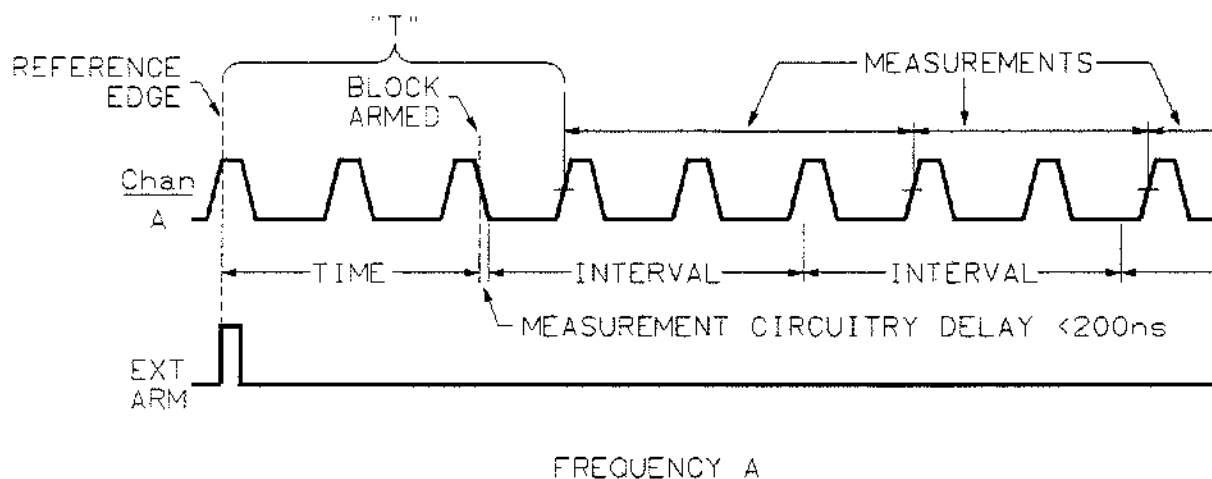 "T"
REFERENCE
EDGE
BLOCK
ARMED
MEASUREMENTS
Chan
A
TIME
INTERVAL
INTERVAL
MEASUREMENT CIRCUITRY DELAY <200ns
EXT
ARM
FREQUENCY A